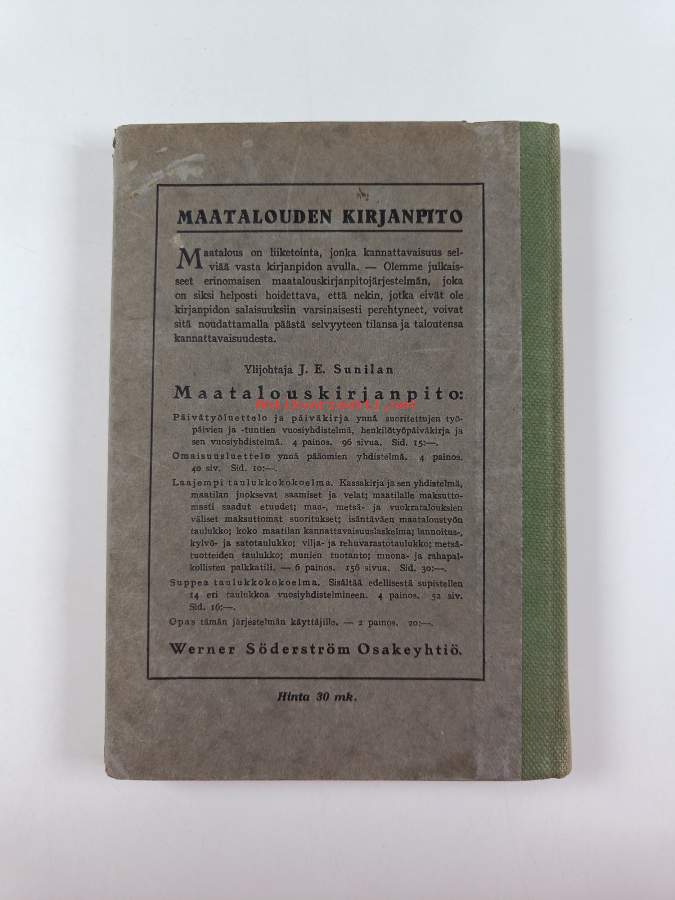 MAATALOUDEN KIRJANPITO
Maatalous on liiketointa, jonka kannattavaisuus sel-
viää vasta kirjanpidon avulla. — Olemme julkais-
seet erinomaisen maatalouskirjanpitojärjestelmän, joka
on siksi helposti hoidettava, että nekin, jotka eivät ole
kirjanpidon salaisuuksiin varsinaisesti perehtyneet, voivat
sitä noudattamalla päästä selvyyteen tilansa ja taloutensa
kannattavaisuudesta.
Ylijohtaja J. E. Sunilan
Maatalouskirjanpito:
Päivätyöluettelo ja päiväkirja ynnä suoritettujen työ-
päivien ja -tuntien vuosiyhdistelmä, henkilötyöpäiväkirja ja
sen vuosiyhdistelmä. 4 painos. 96 sivua. Sid. 15:—.
Omaisuusluettelo ynnä pääomien yhdistelmä. 4 painos.
40 siv. Sid. 10:—.
Laajempi taulukkokokoelma. Kassakirja ja sen yhdistelmä,
maatilan juoksevat saamiset ja velat; maatilalle maksutto-
masti saadut etuudet; maa-, metsä- ja vuokratalouksien
väliset maksuttomat suoritukset; isäntäväen maataloustyön
taulukko; koko maatilan kannattavaisuuslaskelma; lannoitus-,
kylvö- ja satotaulukko; vilja- ja rehuvarastotaulukko; metsä-
tuotteiden taulukko; munien tuotanto; muona- ja rahapal-
kollisten palkkatili. — 6 painos. 156 sivua. Sid. 30:—.
Suppea taulukkokokoelma. Sisältää edellisestä supistellen
14 eri taulukkoa vuosiyhdistelmineen. 4 painos. 52 siv.
Sid. 16:—.
Opas tämän järjestelmän käyttäjille. — 2 painos. 20:—.
Werner Söderström Osakeyhtiö.
Hinta 30 mk.